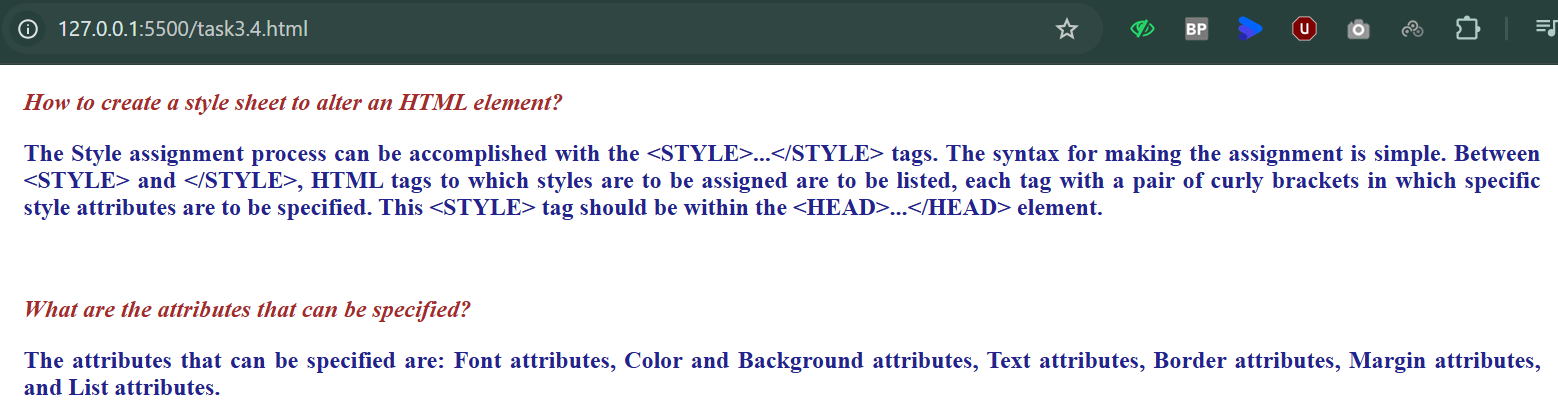 127.0.0.1:5500/task3.4.html
BP
U
How to create a style sheet to alter an HTML element?
The Style assignment process can be accomplished with the <STYLE>...</STYLE> tags. The syntax for making the assignment is simple. Between
<STYLE> and </STYLE>, HTML tags to which styles are to be assigned are to be listed, each tag with a pair of curly brackets in which specific
style attributes are to be specified. This <STYLE> tag should be within the <HEAD>...</HEAD> element.
What are the attributes that can be specified?
The attributes that can be specified are: Font attributes, Color and Background attributes, Text attributes, Border attributes, Margin attributes,
and List attributes.